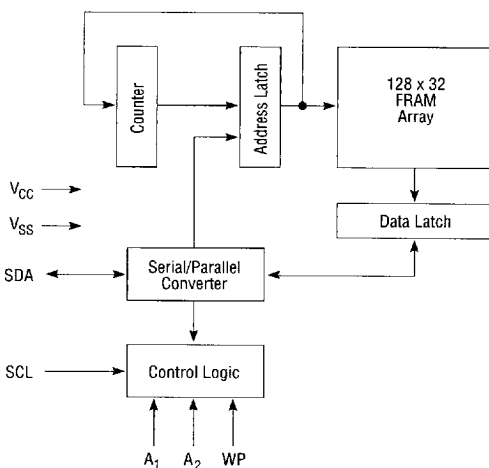 Counter
Address Latch
128 x 32
FRAM
Array
VCC
VSS
Data Latch
SDA
Serial/Parallel
Converter
SCL
Control Logic
A1
A2
WP